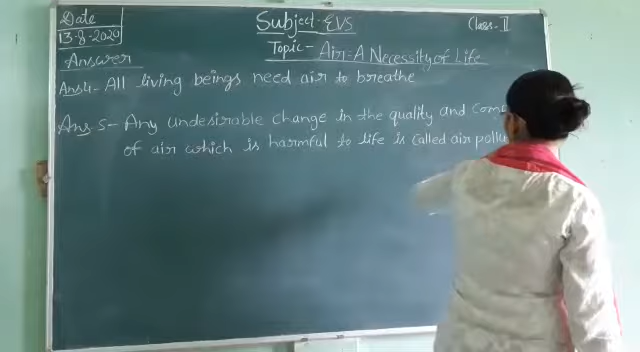 Date
13-8-2020
Subject-EVS
Class-II
Topic-Air-A Necessity of Life
Answer
Ans4-All living beings need air to breathe
Ans.5-Any undesirable change in the quality and
of air which is harmful to life is called air